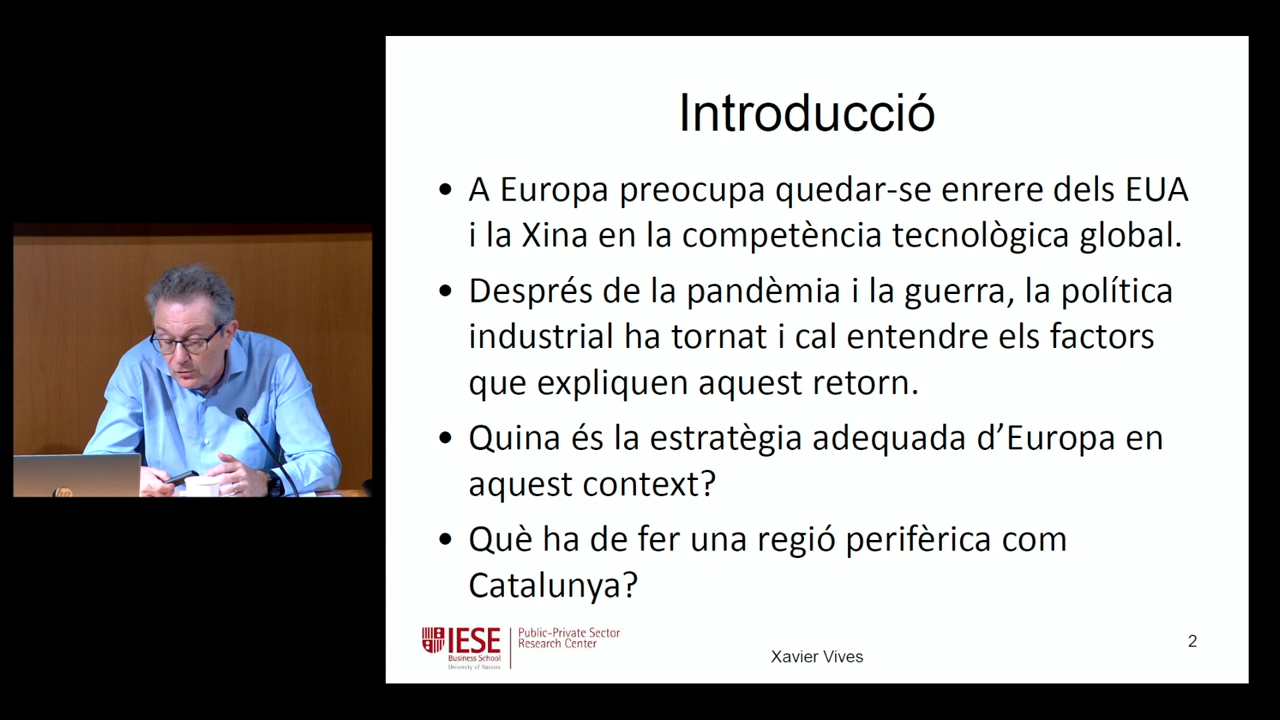 Introducció
• A Europa preocupa quedar-se enrere dels EUA
i la Xina en la competència tecnològica global.
• Després de la pandèmia i la guerra, la política
industrial ha tornat i cal entendre els factors
que expliquen aquest retorn.
• Quina és la estratègia adequada d’Europa en
aquest context?
• Què ha de fer una regió perifèrica com
Catalunya?
IESE
Business School
University of Navarra
Public-Private Sector
Research Center
Xavier Vives
2
hp